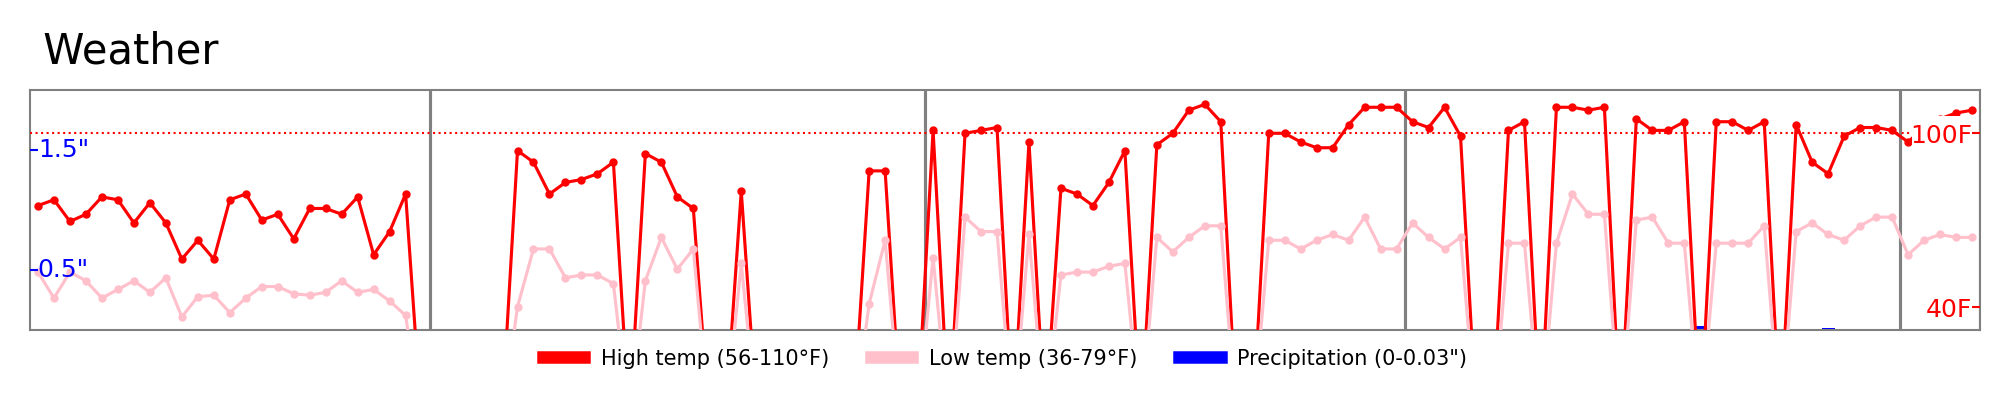 Weather
1.5"
100F
0.5"
40F
High temp (56-110°F) Low temp (36-79°F) Precipitation (0-0.03")